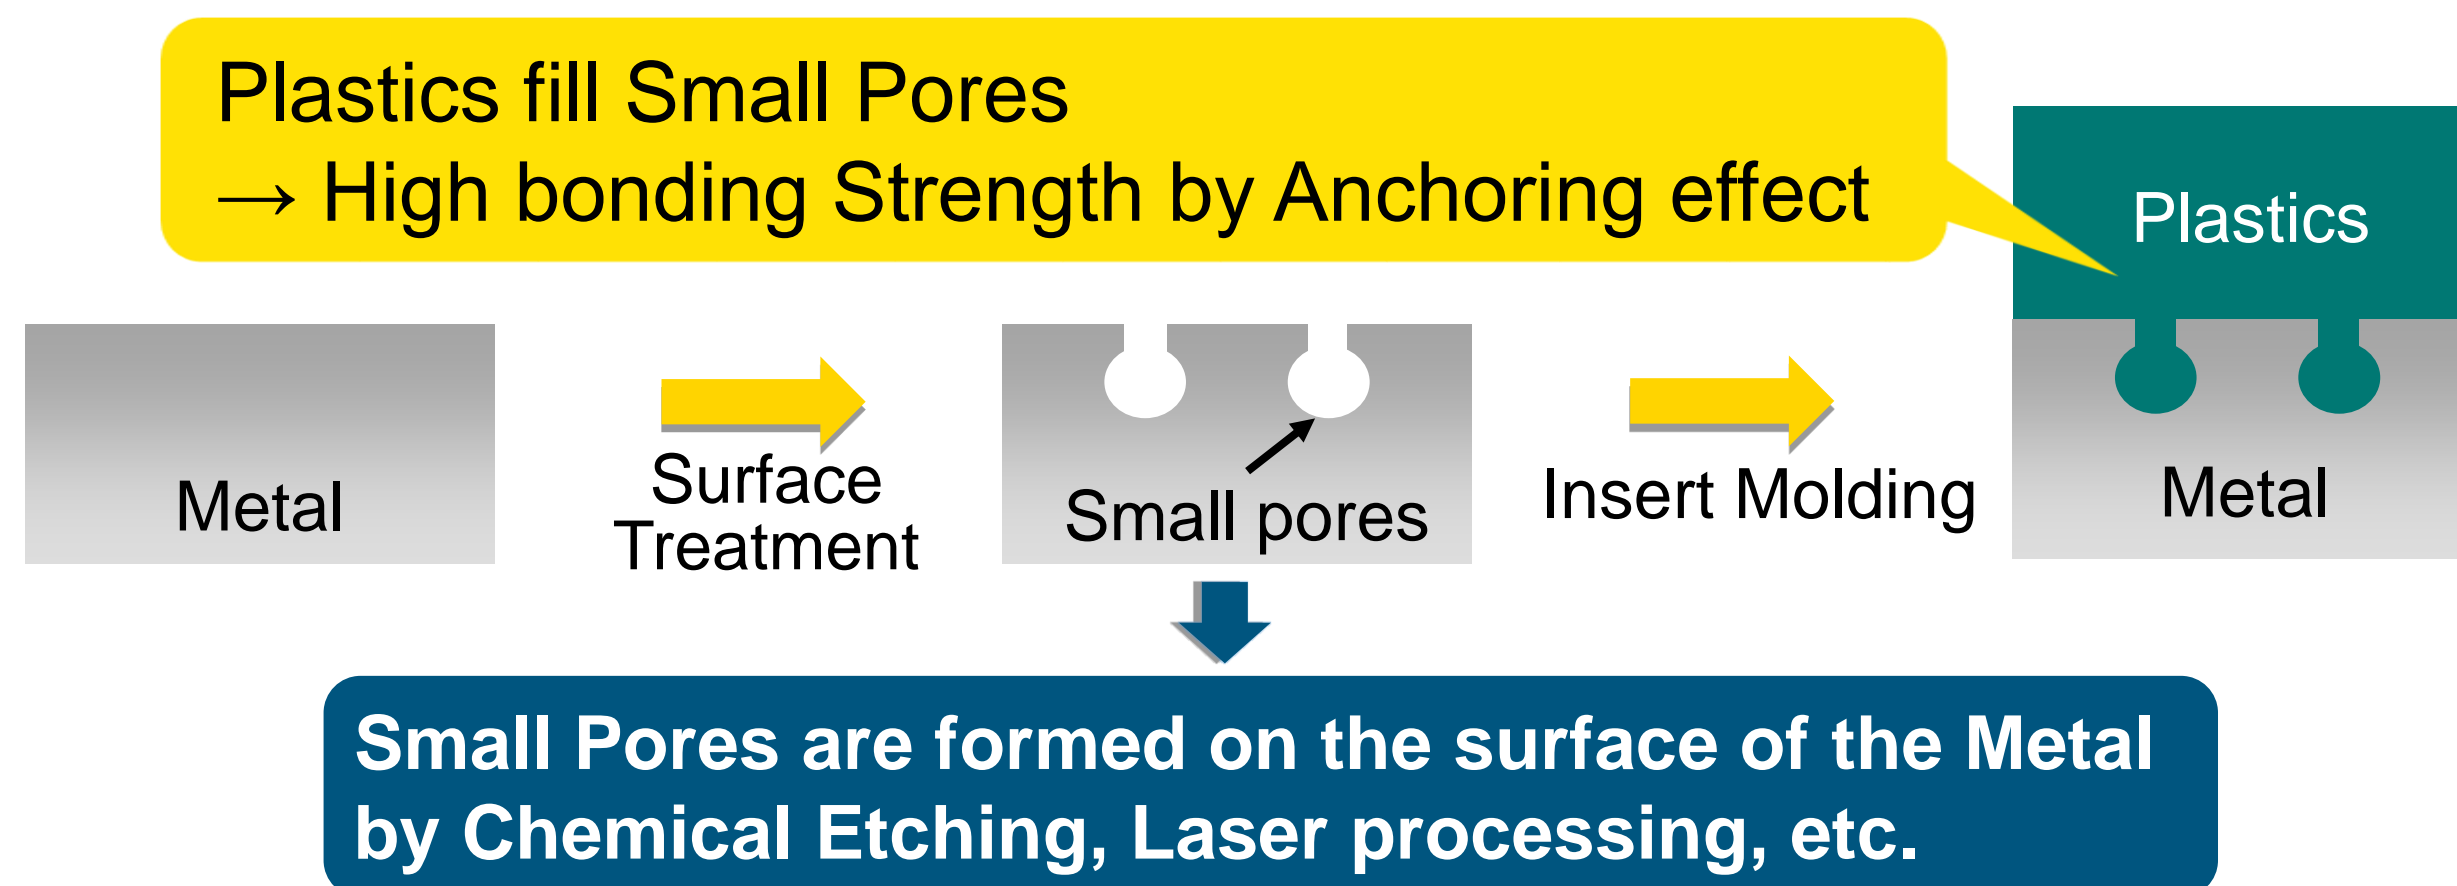 Plastics fill Small Pores
→ High bonding Strength by Anchoring effect
Plastics
Metal
Surface
Treatment
Small pores
Insert Molding
Metal
Small Pores are formed on the surface of the Metal
by Chemical Etching, Laser processing, etc.